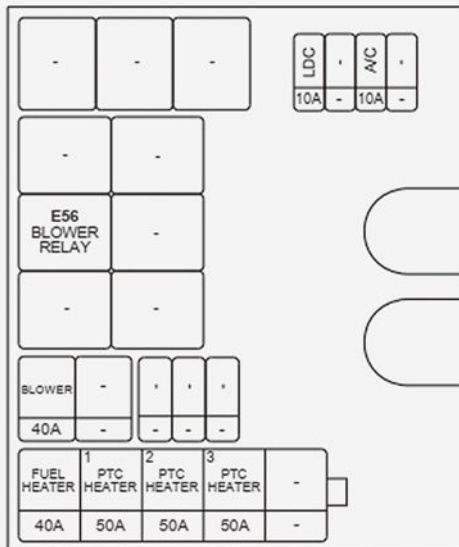 - - -
LDC - A/C -
10A - 10A -
- -
E56
BLOWER
RELAY
-
- -
BLOWER - - - -
40A - - - -
FUEL
HEATER
1
PTC
HEATER
2
PTC
HEATER
3
PTC
HEATER
-
40A 50A 50A 50A -